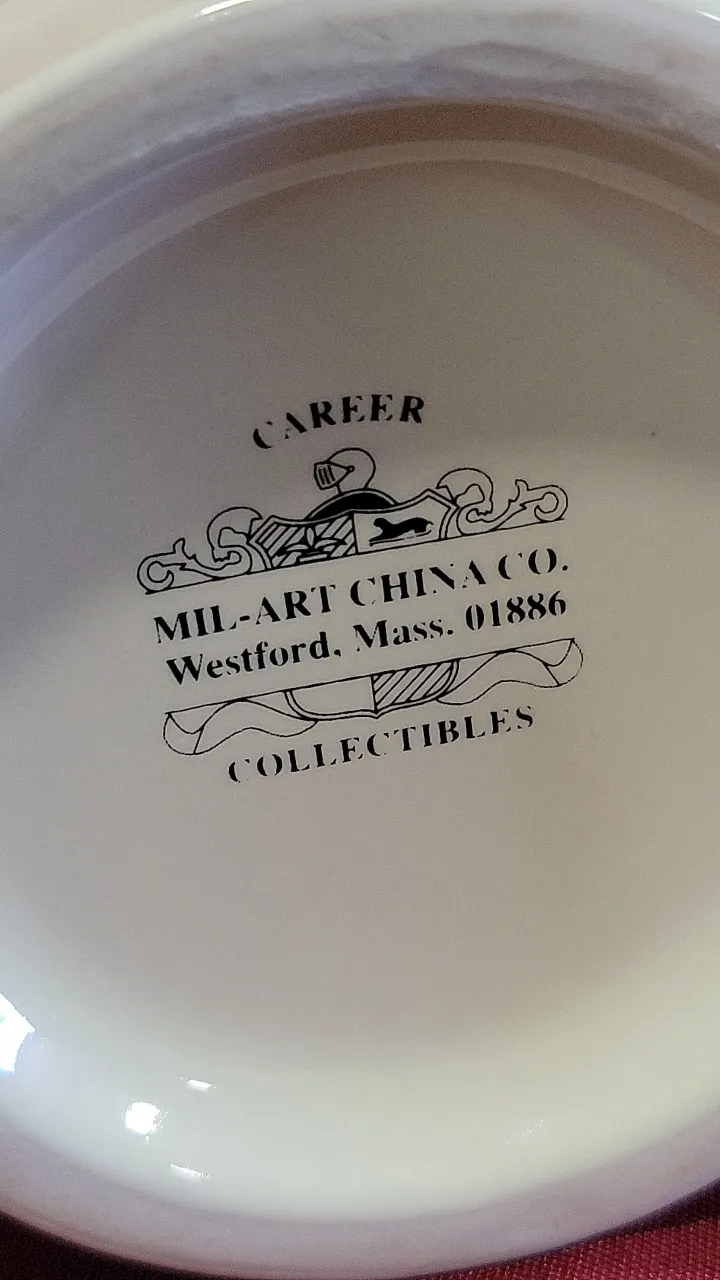 CAREER
MIL-ART CHINA CO.
Westford, Mass. 01886
COLLECTIBLES